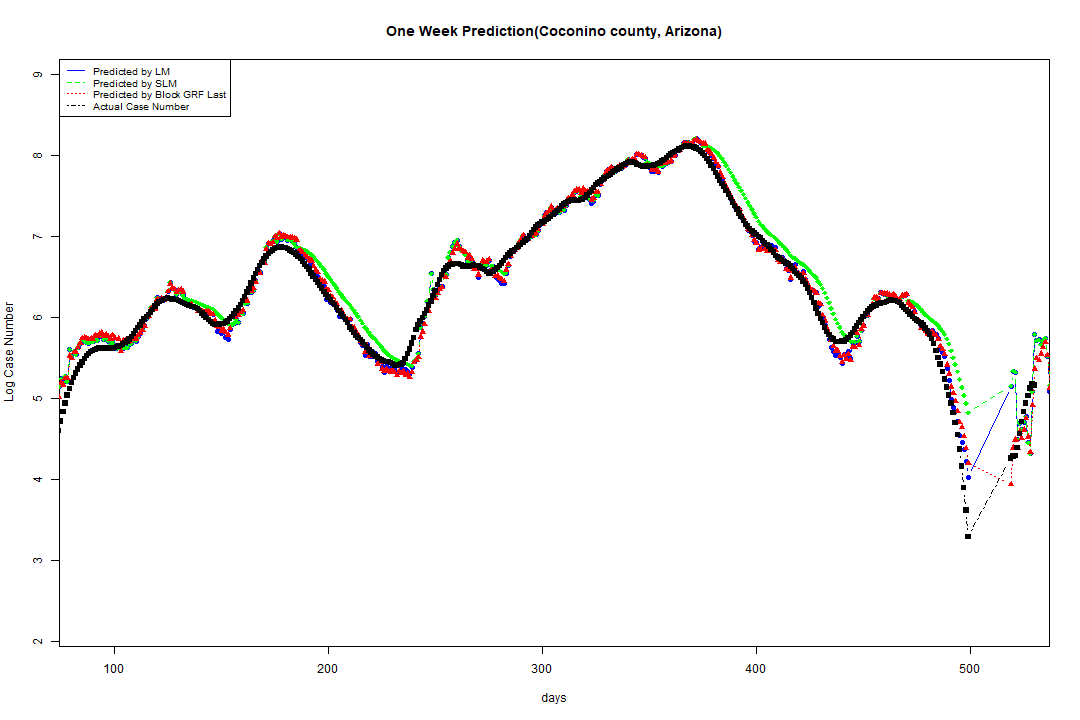 One Week Prediction(Coconino county, Arizona)
Predicted by LM
Predicted by SLM
Predicted by Block GRF Last
Actual Case Number
9
8
7
6
5
4
3
2
Log Case Number
100 200 300 400 500
days